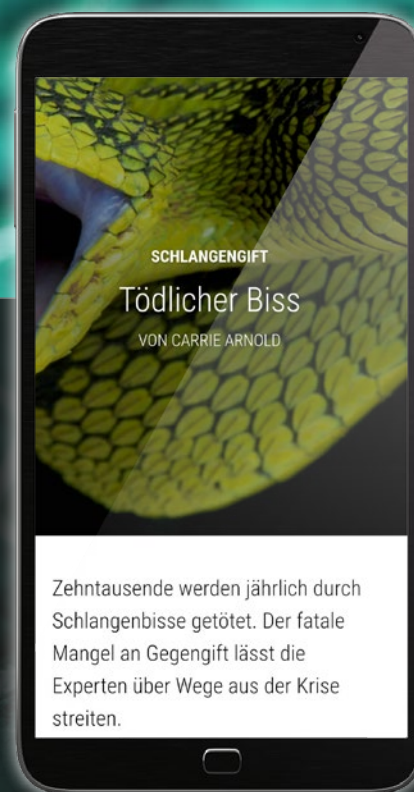 SCHLANGENGIFT
Tödlicher Biss
VON CARRIE ARNOLD
Zehntausende werden jährlich durch
Schlangenbisse getötet. Der fatale
Mangel an Gegengift lässt die
Experten über Wege aus der Krise
streiten.